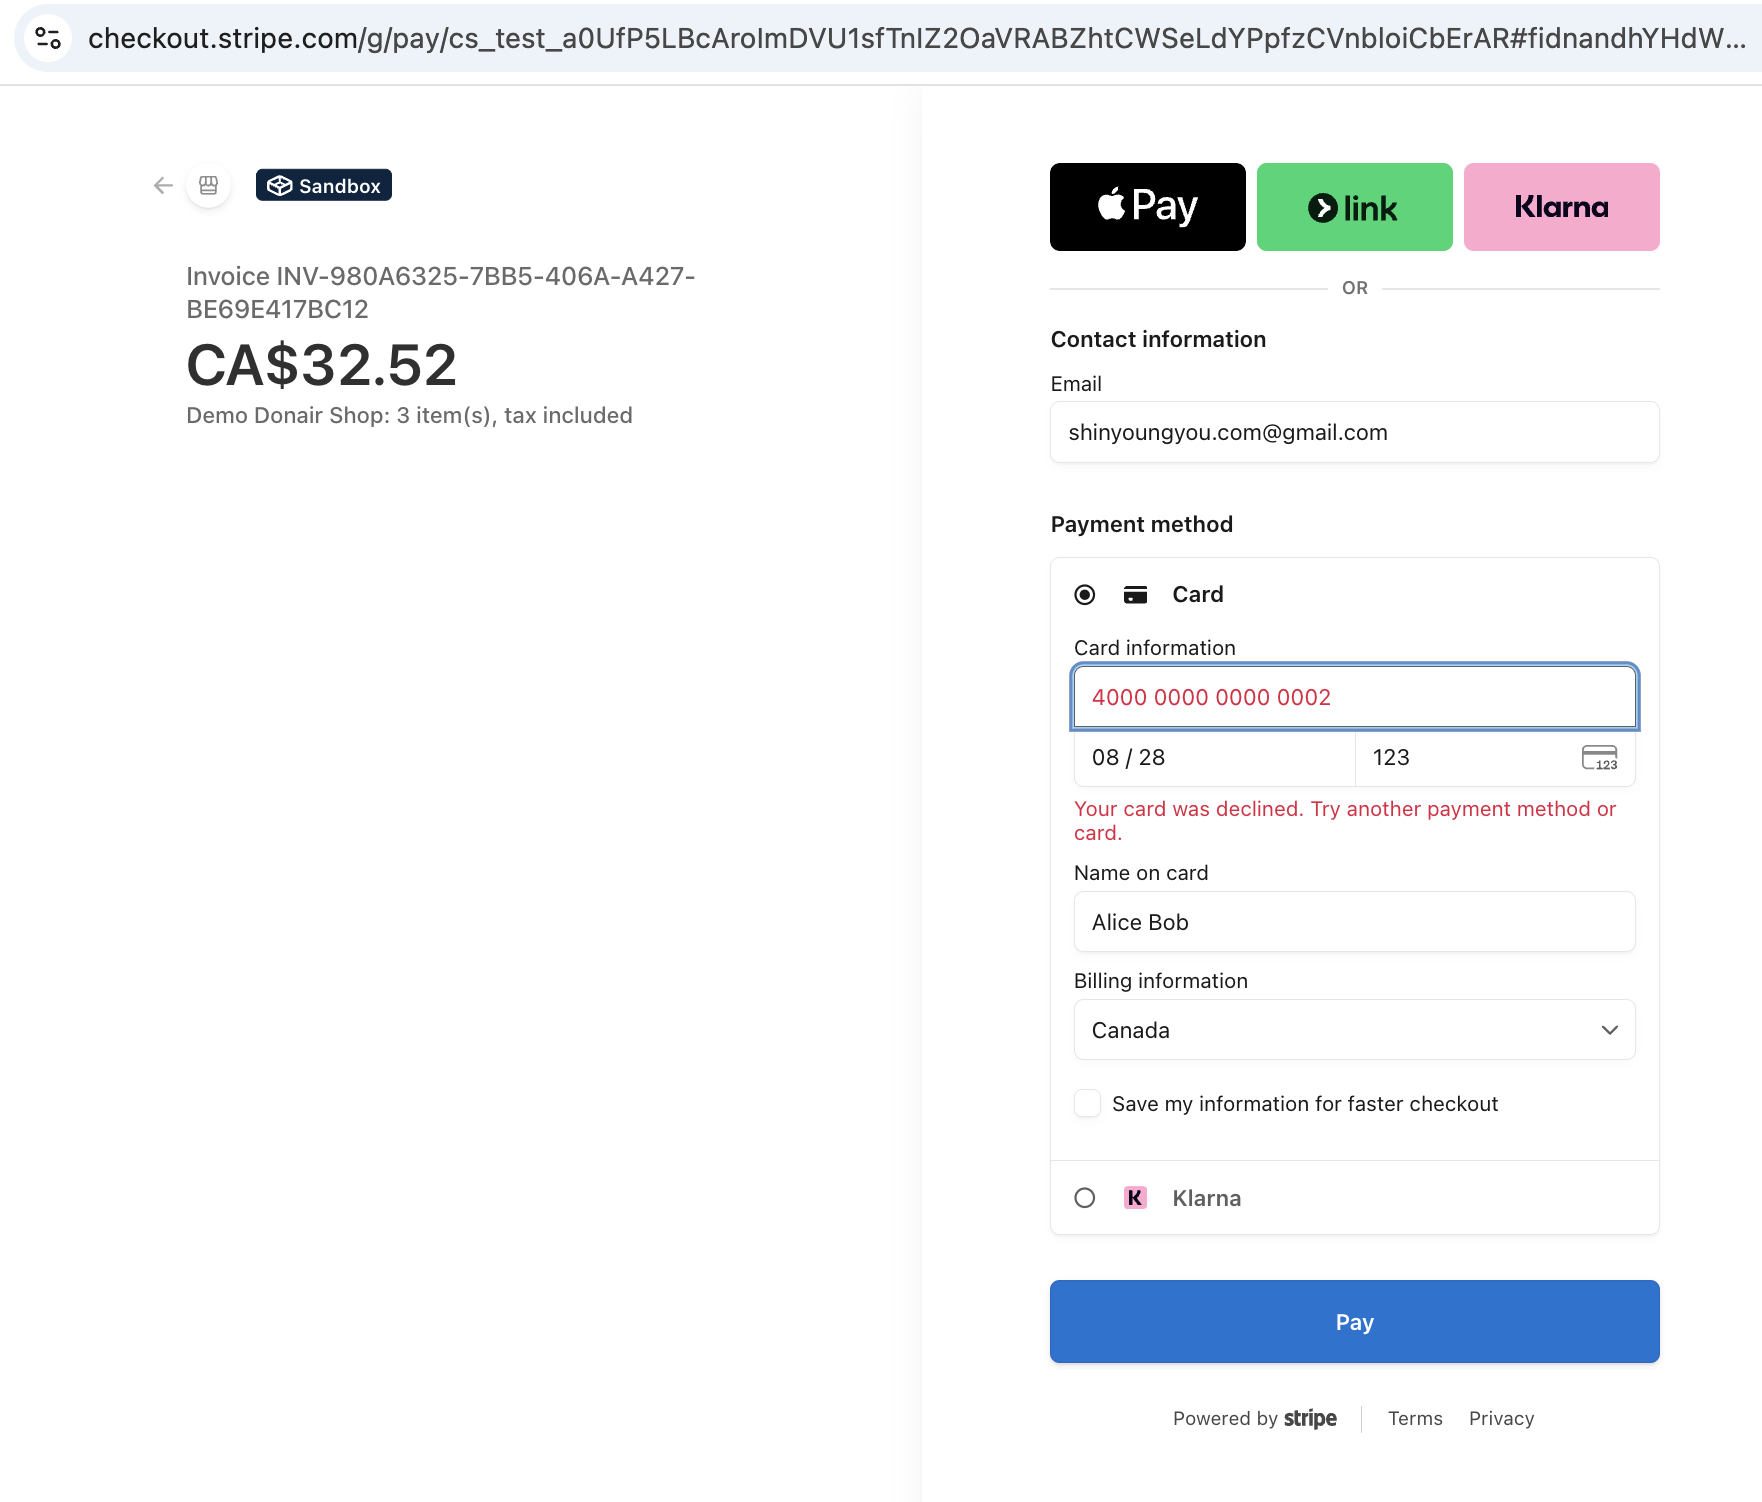 checkout.stripe.com/g/pay/cs_test_a0UfP5LBcAroImDVU1sfTnIZ2OaVRABZhtCWSeLdYPpfzCVnbloiCbErAR#fidnandhYHdW...
Sandbox
Invoice INV-980A6325-7BB5-406A-A427-
BE69E417BC12
CA$32.52
Demo Donair Shop: 3 item(s), tax included
Pay
link
Klarna
OR
Contact information
Email
shinyoungyou.com@gmail.com
Payment method
Card
Card information
4000 0000 0000 0002
08 / 28
123
123
Your card was declined. Try another payment method or
card.
Name on card
Alice Bob
Billing information
Canada
Save my information for faster checkout
K
Klarna
Pay
Powered by stripe
Terms
Privacy